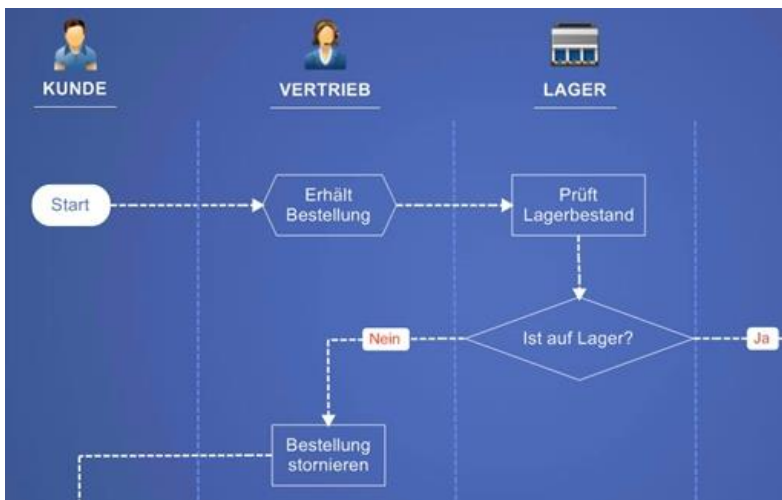 KUNDE
VERTRIEB
LAGER
Start
Erhält
Bestellung
Prüft
Lagerbestand
Ist auf Lager?
Nein
Ja
Bestellung
stornieren